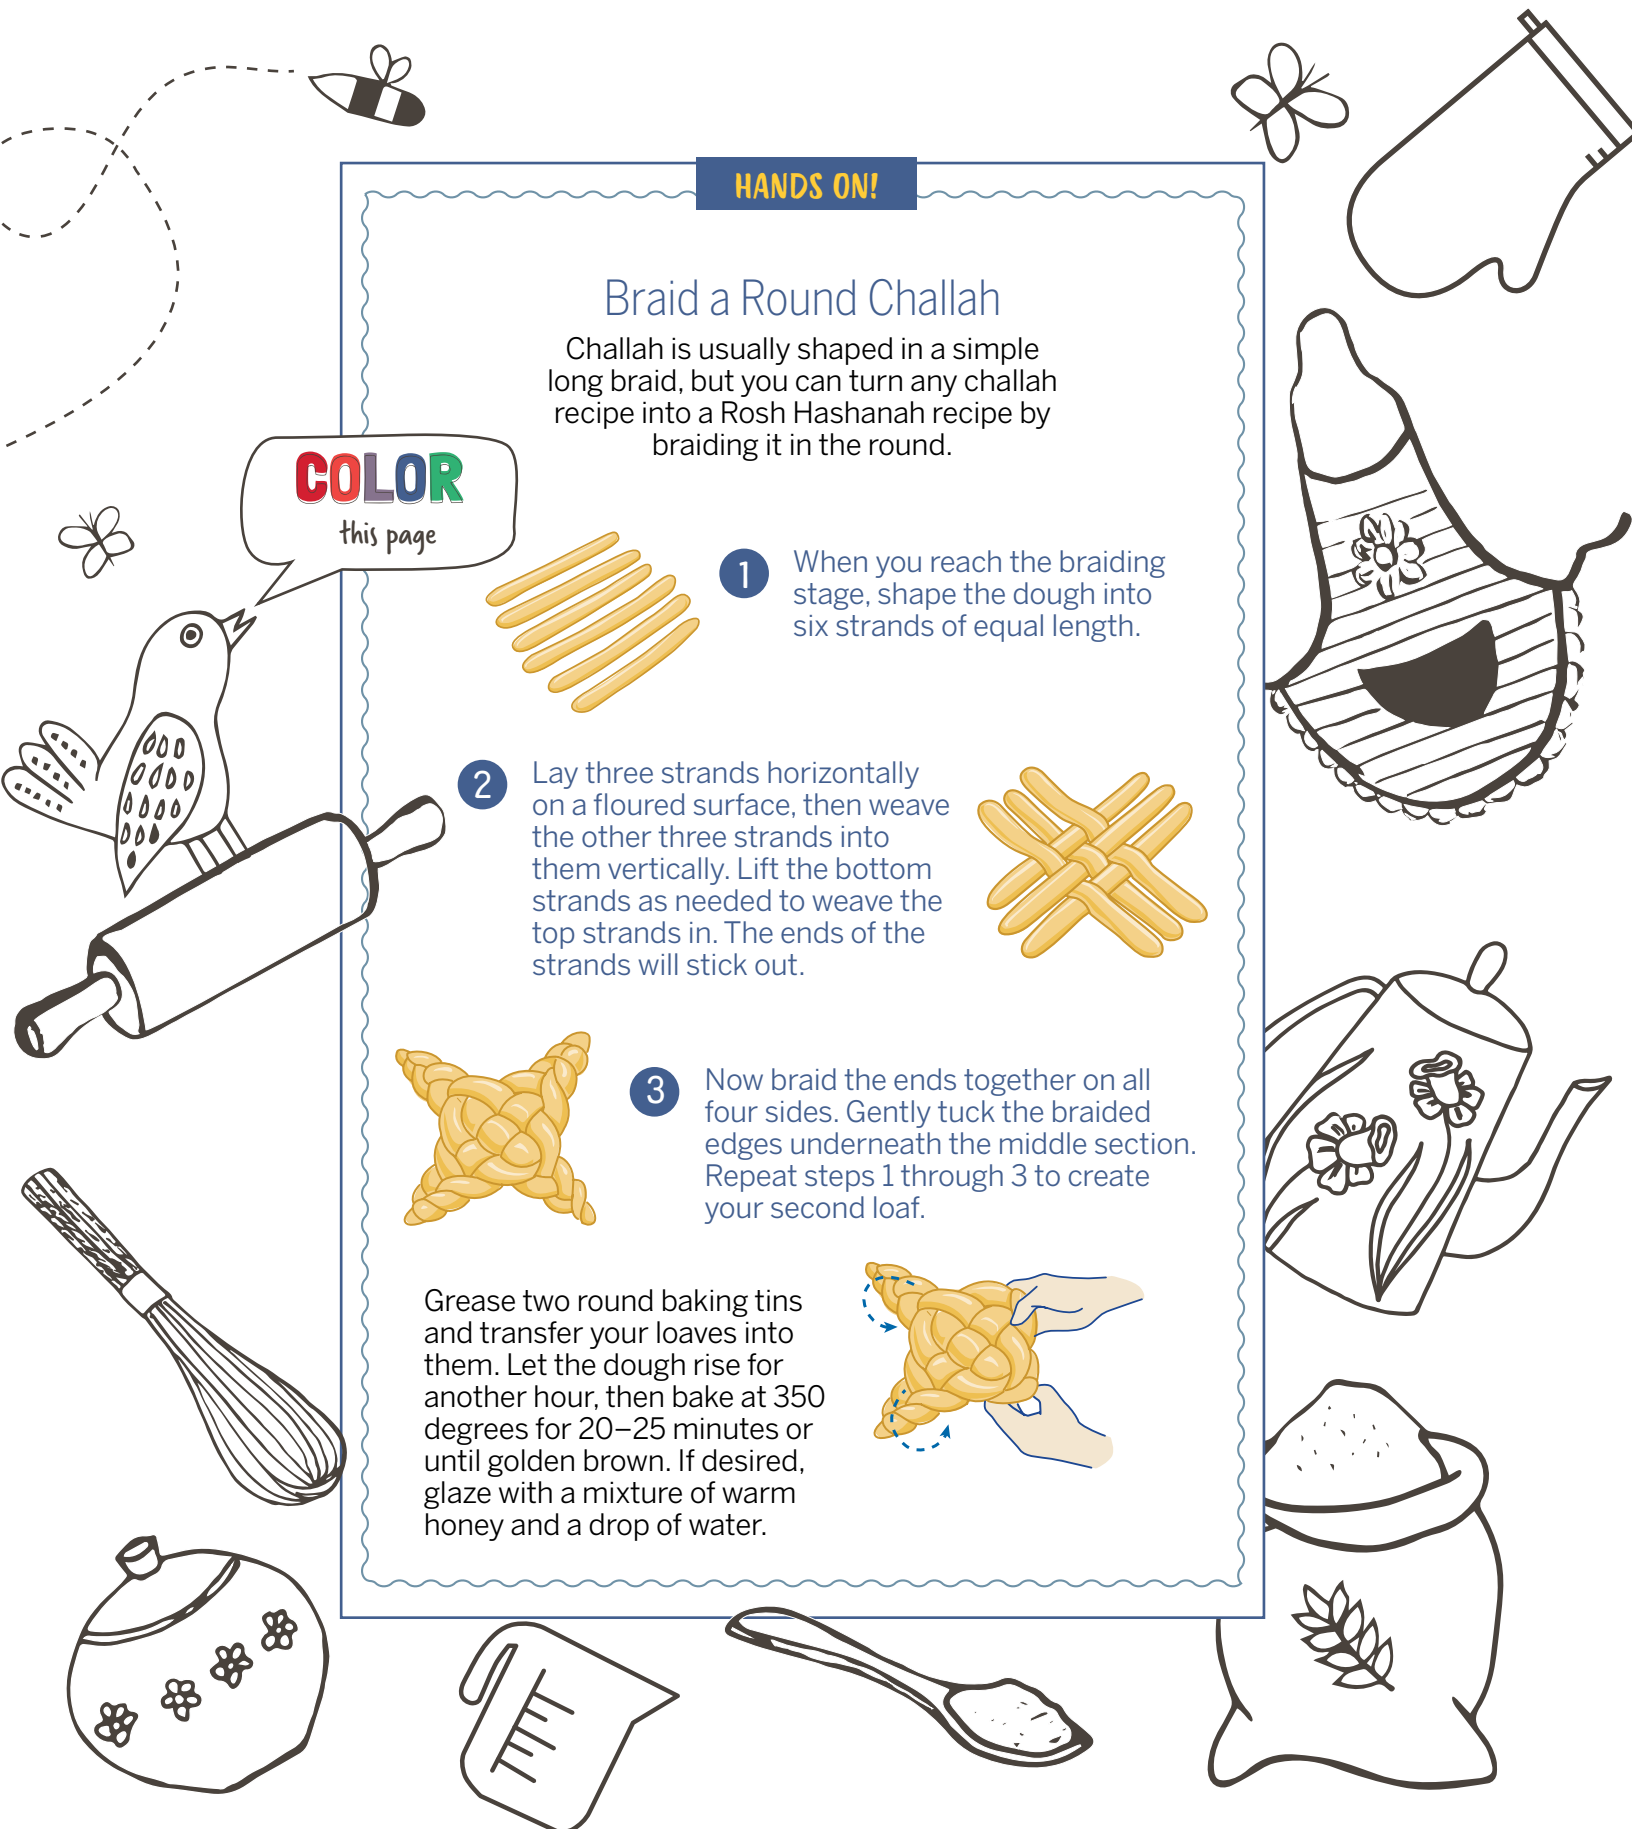 HANDS ON!
Braid a Round Challah
Challah is usually shaped in a simple
long braid, but you can turn any challah
recipe into a Rosh Hashanah recipe by
braiding it in the round.
COLOR
this page
1
When you reach the braiding
stage, shape the dough into
six strands of equal length.
2
Lay three strands horizontally
on a floured surface, then weave
the other three strands into
them vertically. Lift the bottom
strands as needed to weave the
top strands in. The ends of the
strands will stick out.
3
Now braid the ends together on all
four sides. Gently tuck the braided
edges underneath the middle section.
Repeat steps 1 through 3 to create
your second loaf.
Grease two round baking tins
and transfer your loaves into
them. Let the dough rise for
another hour, then bake at 350
degrees for 20–25 minutes or
until golden brown. If desired,
glaze with a mixture of warm
honey and a drop of water.